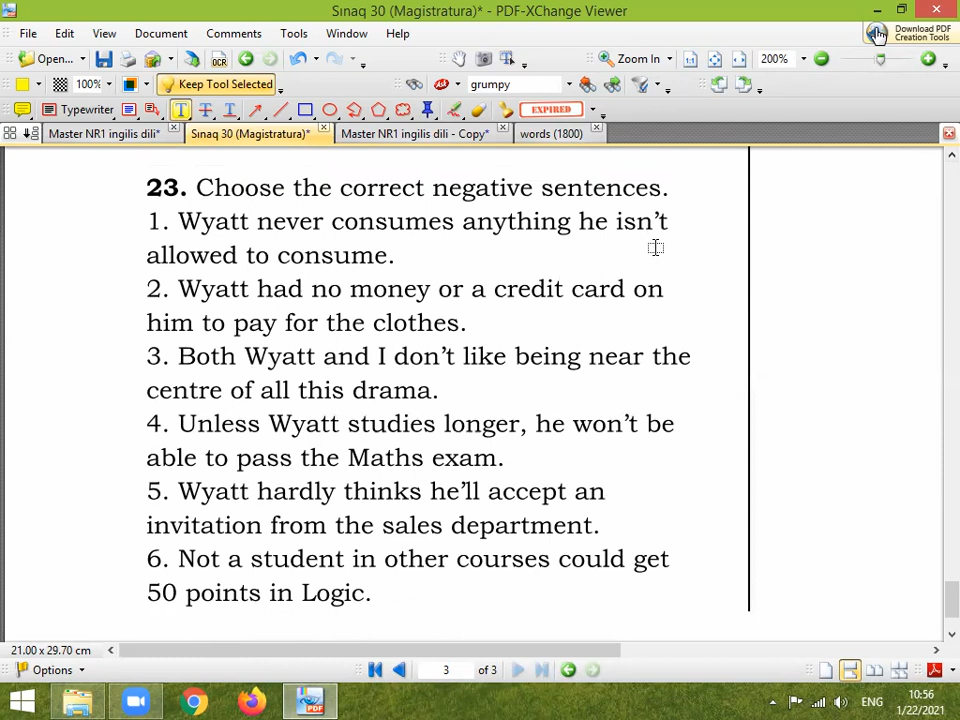 Sınaq 30 (Magistratura)* - PDF-XChange Viewer
File Edit View Document Comments Tools Window Help
Download PDF
Creation Tools
Open... OCR Zoom In 200%
100% Keep Tool Selected grumpy
Typewriter T T T EXPIRED
Master NR1 ingilis dili* Sınaq 30 (Magistratura)* Master NR1 ingilis dili - Copy* words (1800)
23. Choose the correct negative sentences.
1. Wyatt never consumes anything he isn't
allowed to consume.
2. Wyatt had no money or a credit card on
him to pay for the clothes.
3. Both Wyatt and I don't like being near the
centre of all this drama.
4. Unless Wyatt studies longer, he won't be
able to pass the Maths exam.
5. Wyatt hardly thinks he'll accept an
invitation from the sales department.
6. Not a student in other courses could get
50 points in Logic.
21.00 x 29.70 cm
Options 3 of 3
ENG
10:56
1/22/2021